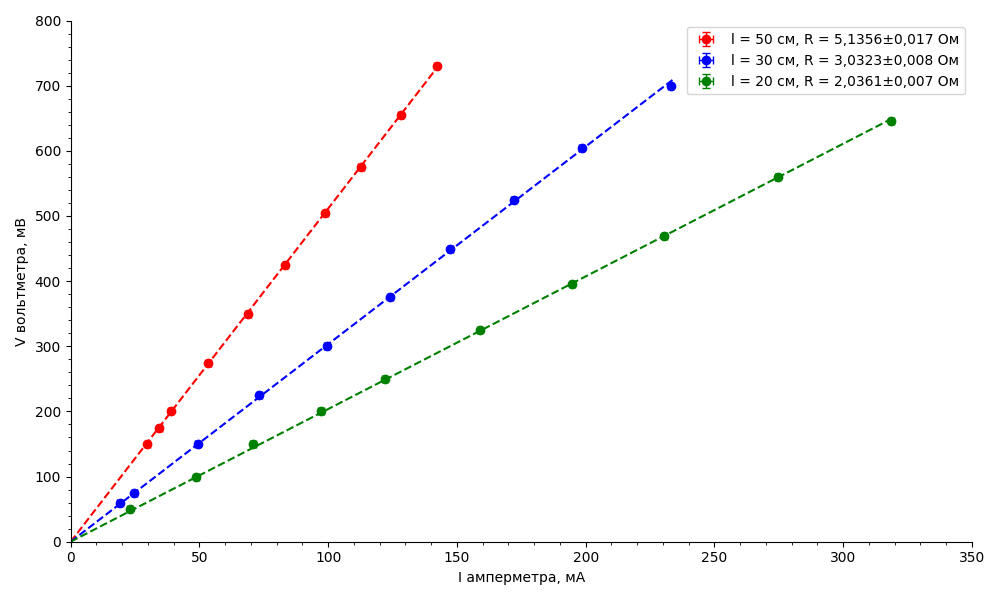 800
700
600
500
400
300
200
100
0
V вольтметра, мВ
l = 50 см, R = 5,1356±0,017 Ом
l = 30 см, R = 3,0323±0,008 Ом
l = 20 см, R = 2,0361±0,007 Ом
0 50 100 150 200 250 300 350
I амперметра, мА